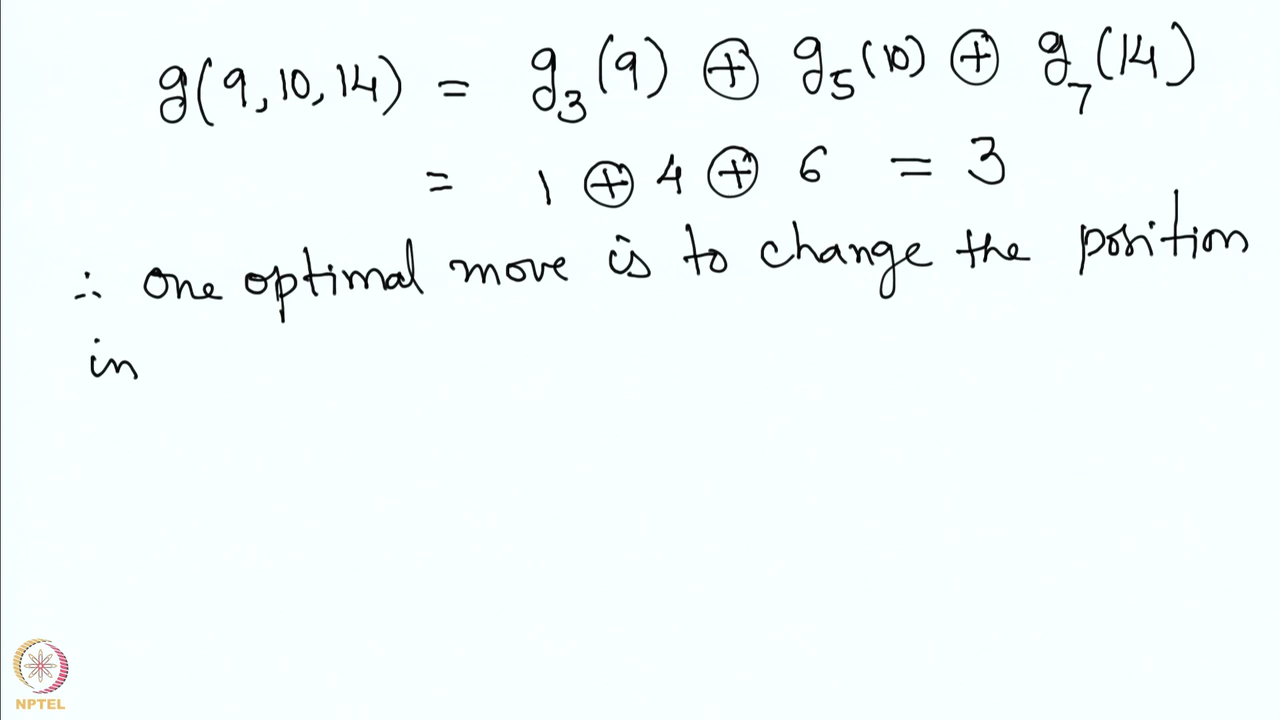 g(9,10,14) = g₃(9) ⊕ g₅(10) ⊕ g₇(14)
= 1 ⊕ 4 ⊕ 6 = 3
∴ one optimal move is to change the position
in
NPTEL